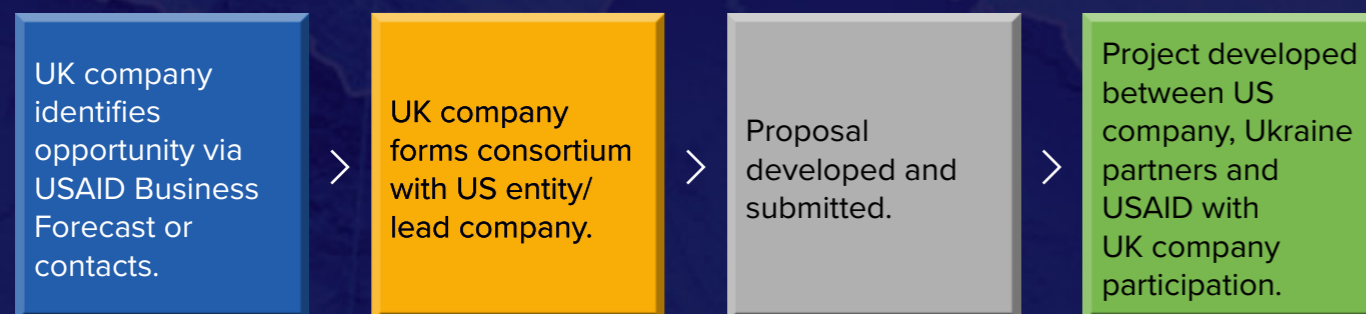 UK company
identifies
opportunity via
USAID Business
Forecast or
contacts.
>
UK company
forms consortium
with US entity/
lead company.
>
Proposal
developed and
submitted.
>
Project developed
between US
company, Ukraine
partners and
USAID with
UK company
participation.